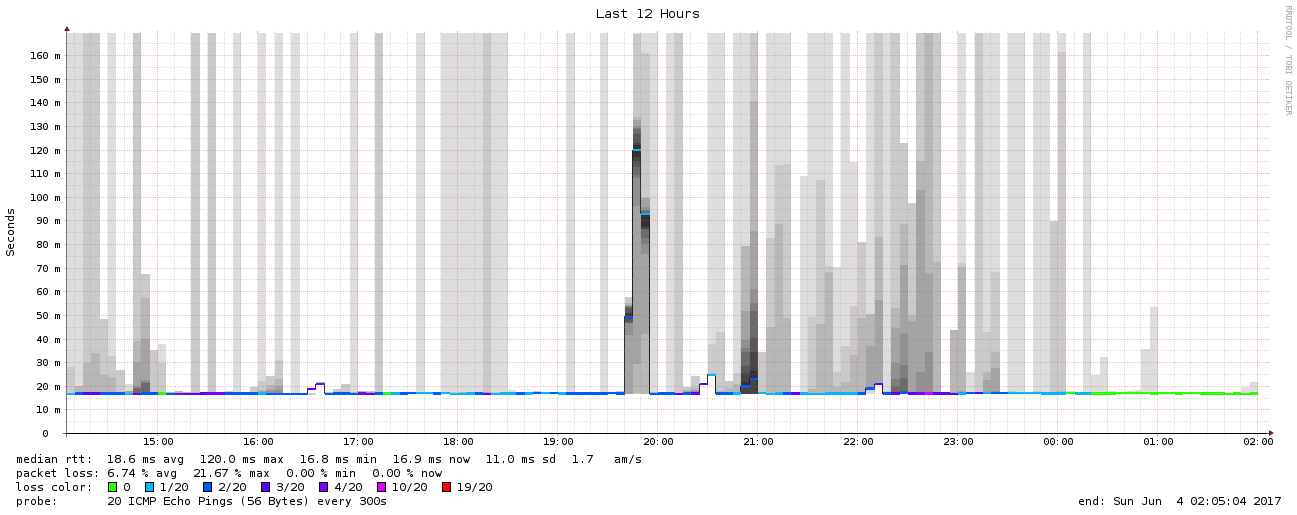 Last 12 Hours
RRDTOOL / TOBI OETIKER
Seconds
160 m
150 m
140 m
130 m
120 m
110 m
100 m
90 m
80 m
70 m
60 m
50 m
40 m
30 m
20 m
10 m
0
15:00 16:00 17:00 18:00 19:00 20:00 21:00 22:00 23:00 00:00 01:00 02:00
median rtt: 18.6 ms avg 120.0 ms max 16.8 ms min 16.9 ms now 11.0 ms sd 1.7 am/s
packet loss: 6.74 % avg 21.67 % max 0.00 % min 0.00 % now
loss color: 0 1/20 2/20 3/20 4/20 10/20 19/20
probe: 20 ICMP Echo Pings (56 Bytes) every 300s end: Sun Jun 4 02:05:04 2017